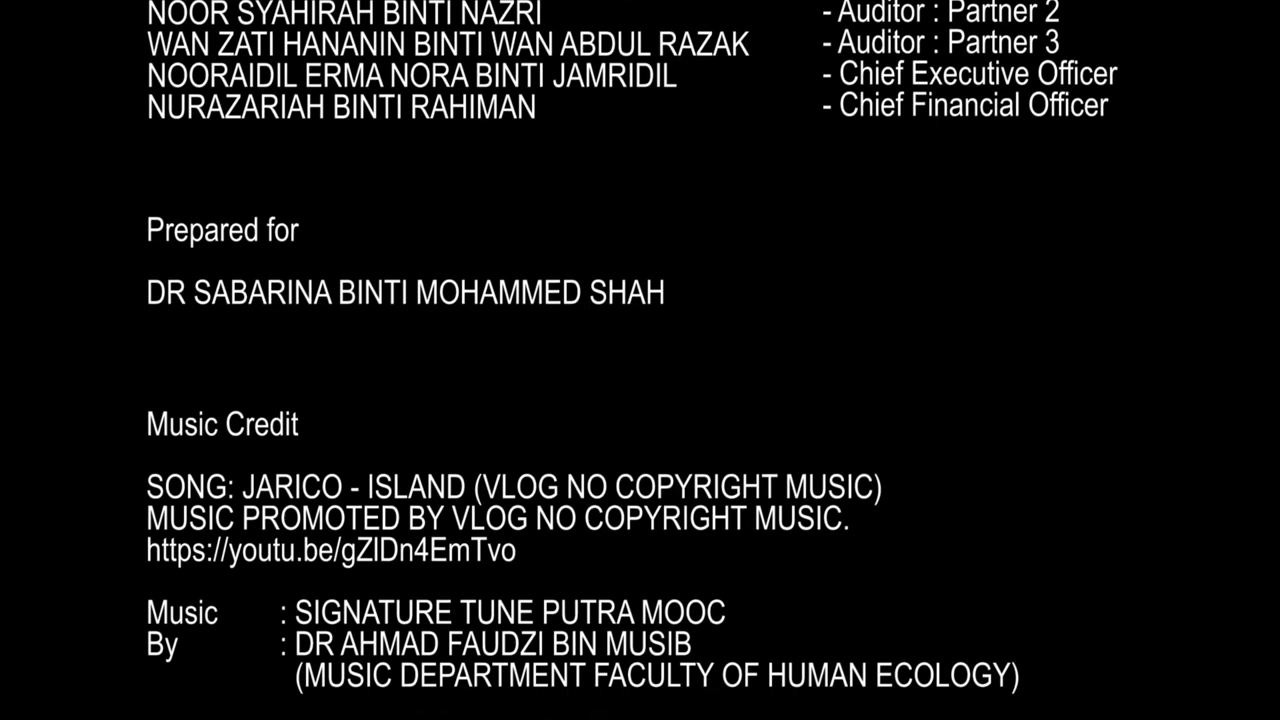 NOOR SYAHIRAH BINTI NAZRI - Auditor : Partner 2
WAN ZATI HANANIN BINTI WAN ABDUL RAZAK - Auditor : Partner 3
NOORAIDIL ERMA NORA BINTI JAMRIDIL - Chief Executive Officer
NURAZARIAH BINTI RAHIMAN - Chief Financial Officer
Prepared for
DR SABARINA BINTI MOHAMMED SHAH
Music Credit
SONG: JARICO - ISLAND (VLOG NO COPYRIGHT MUSIC)
MUSIC PROMOTED BY VLOG NO COPYRIGHT MUSIC.
https://youtu.be/gZlDn4EmTvo
Music : SIGNATURE TUNE PUTRA MOOC
By : DR AHMAD FAUDZI BIN MUSIB
(MUSIC DEPARTMENT FACULTY OF HUMAN ECOLOGY)